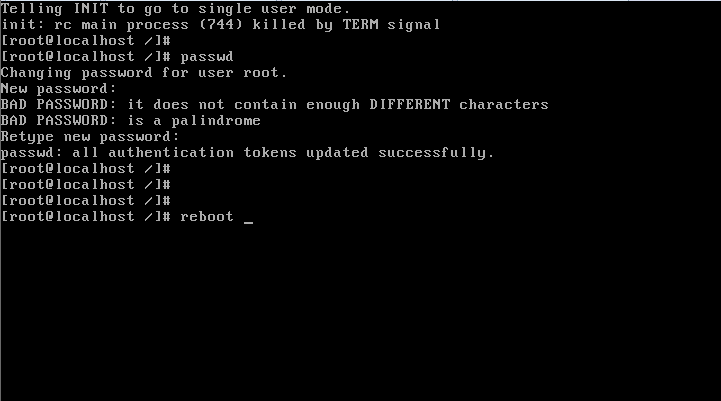 Telling INIT to go to single user mode.
init: rc main process (744) killed by TERM signal
[root@localhost /]#
[root@localhost /]# passwd
Changing password for user root.
New password:
BAD PASSWORD: it does not contain enough DIFFERENT characters
BAD PASSWORD: is a palindrome
Retype new password:
passwd: all authentication tokens updated successfully.
[root@localhost /]#
[root@localhost /]#
[root@localhost /]#
[root@localhost /]# reboot _